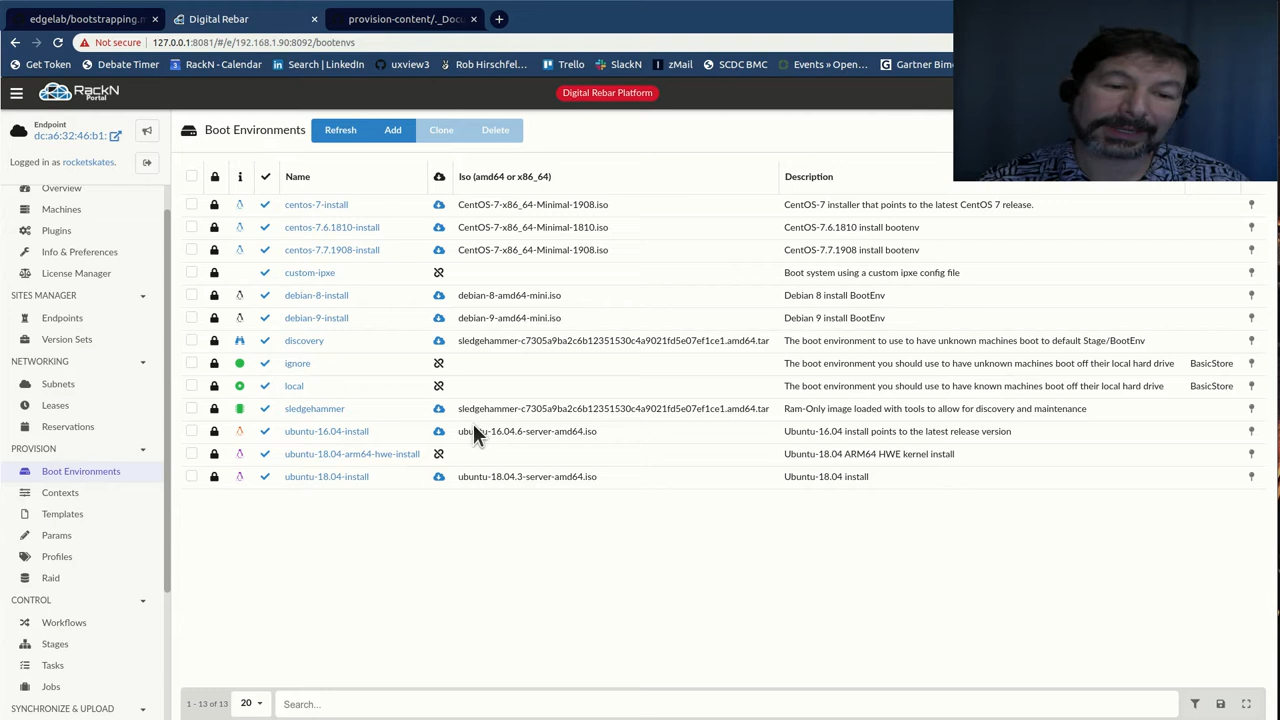 edgelab/bootstrapping.m
Digital Rebar
provision-content/._Docu
Not secure 127.0.0.1:8081/#/e/192.168.1.90:8092/bootenvs
Get Token
Debate Timer
RackN - Calendar
Search | LinkedIn
uxview3
Rob Hirschfel...
Trello
SlackN
zMail
SCDC BMC
Events » Open...
Gartner Bimo
RackN
Portal
Digital Rebar Platform
Endpoint
dc:a6:32:46:b1:
Logged in as rocketskates.
Overview
Machines
Plugins
Info & Preferences
License Manager
SITES MANAGER
Endpoints
Version Sets
NETWORKING
Subnets
Leases
Reservations
PROVISION
Boot Environments
Contexts
Templates
Params
Profiles
Raid
CONTROL
Workflows
Stages
Tasks
Jobs
SYNCHRONIZE & UPLOAD
Boot Environments Refresh Add Clone Delete
Name Iso (amd64 or x86_64) Description
centos-7-install CentOS-7-x86_64-Minimal-1908.iso CentOS-7 installer that points to the latest CentOS 7 release.
centos-7.6.1810-install CentOS-7-x86_64-Minimal-1810.iso CentOS-7.6.1810 install bootenv
centos-7.7.1908-install CentOS-7-x86_64-Minimal-1908.iso CentOS-7.7.1908 install bootenv
custom-ipxe Boot system using a custom ipxe config file
debian-8-install debian-8-amd64-mini.iso Debian 8 install BootEnv
debian-9-install debian-9-amd64-mini.iso Debian 9 install BootEnv
discovery sledgehammer-c7305a9ba2c6b12351530c4a9021fd5e07ef1ce1.amd64.tar The boot environment to use to have unknown machines boot to default Stage/BootEnv
ignore The boot environment you should use to have unknown machines boot off their local hard drive BasicStore
local The boot environment you should use to have known machines boot off their local hard drive BasicStore
sledgehammer sledgehammer-c7305a9ba2c6b12351530c4a9021fd5e07ef1ce1.amd64.tar Ram-Only image loaded with tools to allow for discovery and maintenance
ubuntu-16.04-install ubuntu-16.04.6-server-amd64.iso Ubuntu-16.04 install points to the latest release version
ubuntu-18.04-arm64-hwe-install Ubuntu-18.04 ARM64 HWE kernel install
ubuntu-18.04-install ubuntu-18.04.3-server-amd64.iso Ubuntu-18.04 install
1 - 13 of 13 20 Search...